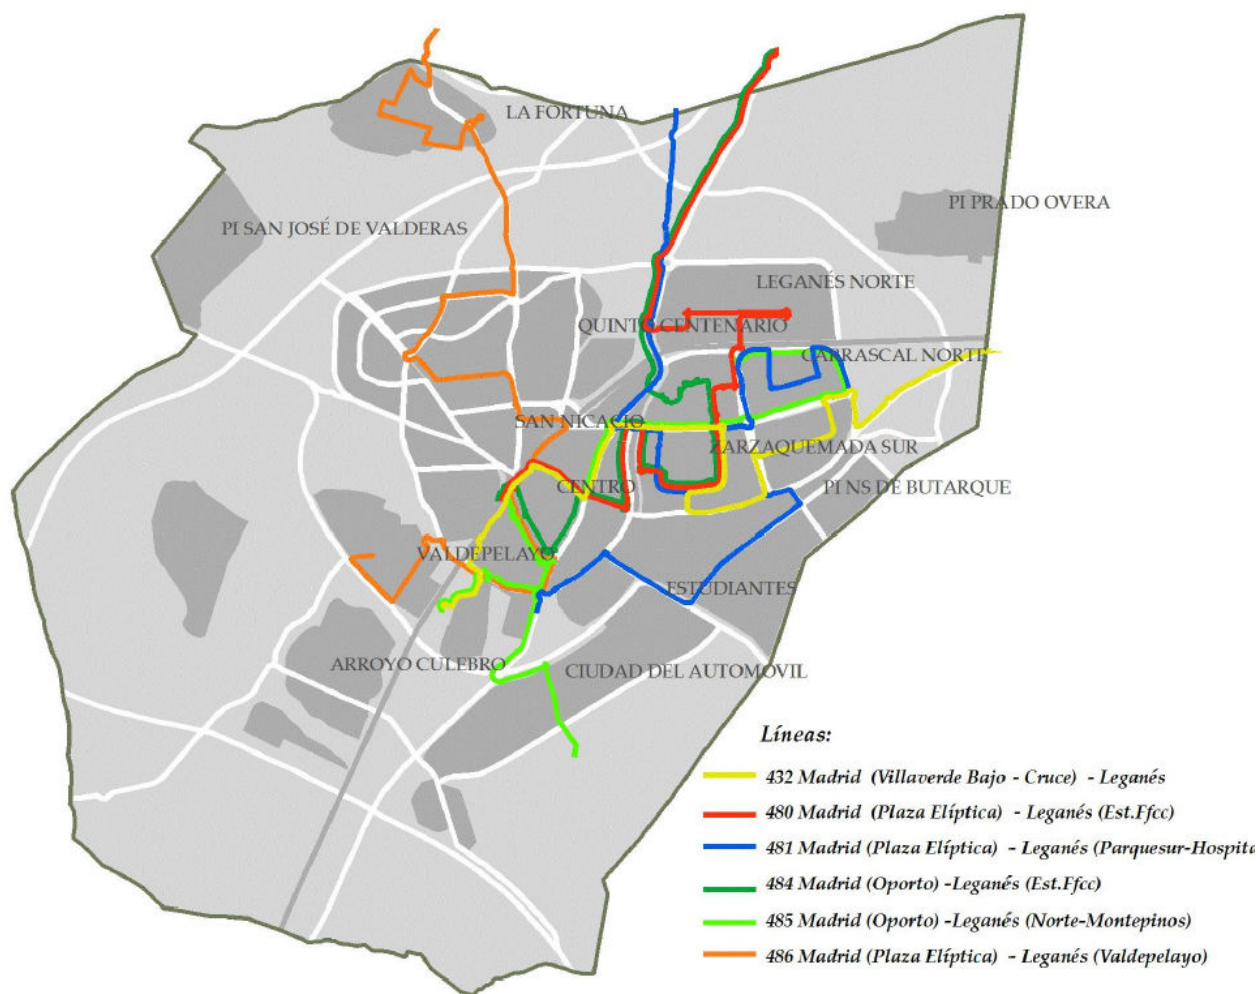 LA FORTUNA
PI PRADO OVERA
PI SAN JOSÉ DE VALDERAS
LEGANÉS NORTE
QUINTO CENTENARIO
CARRASCAL NORTE
SAN NICACIO
ZARZAQUEMADA SUR
CENTRO
PI NS DE BUTARQUE
VALDEPELAYO
ESTUDIANTES
ARROYO CULEBRO
CIUDAD DEL AUTOMOVIL
Líneas:
432 Madrid (Villaverde Bajo - Cruce) - Leganés
480 Madrid (Plaza Elíptica) - Leganés (Est.Ffcc)
481 Madrid (Plaza Elíptica) - Leganés (Parquesur-Hospita
484 Madrid (Oporto) -Leganés (Est.Ffcc)
485 Madrid (Oporto) -Leganés (Norte-Montepinos)
486 Madrid (Plaza Elíptica) - Leganés (Valdepelayo)